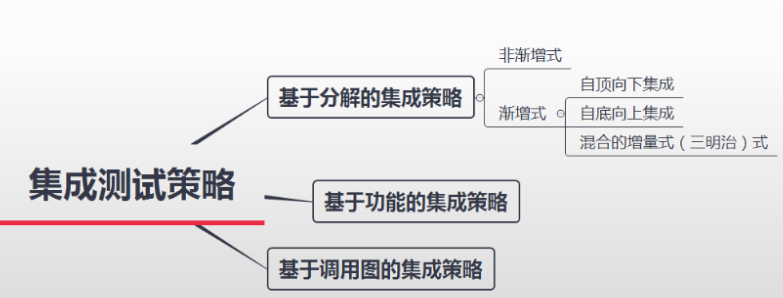 集成测试策略
基于分解的集成策略
非渐增式
渐增式
自顶向下集成
自底向上集成
混合的增量式（三明治）式
基于功能的集成策略
基于调用图的集成策略